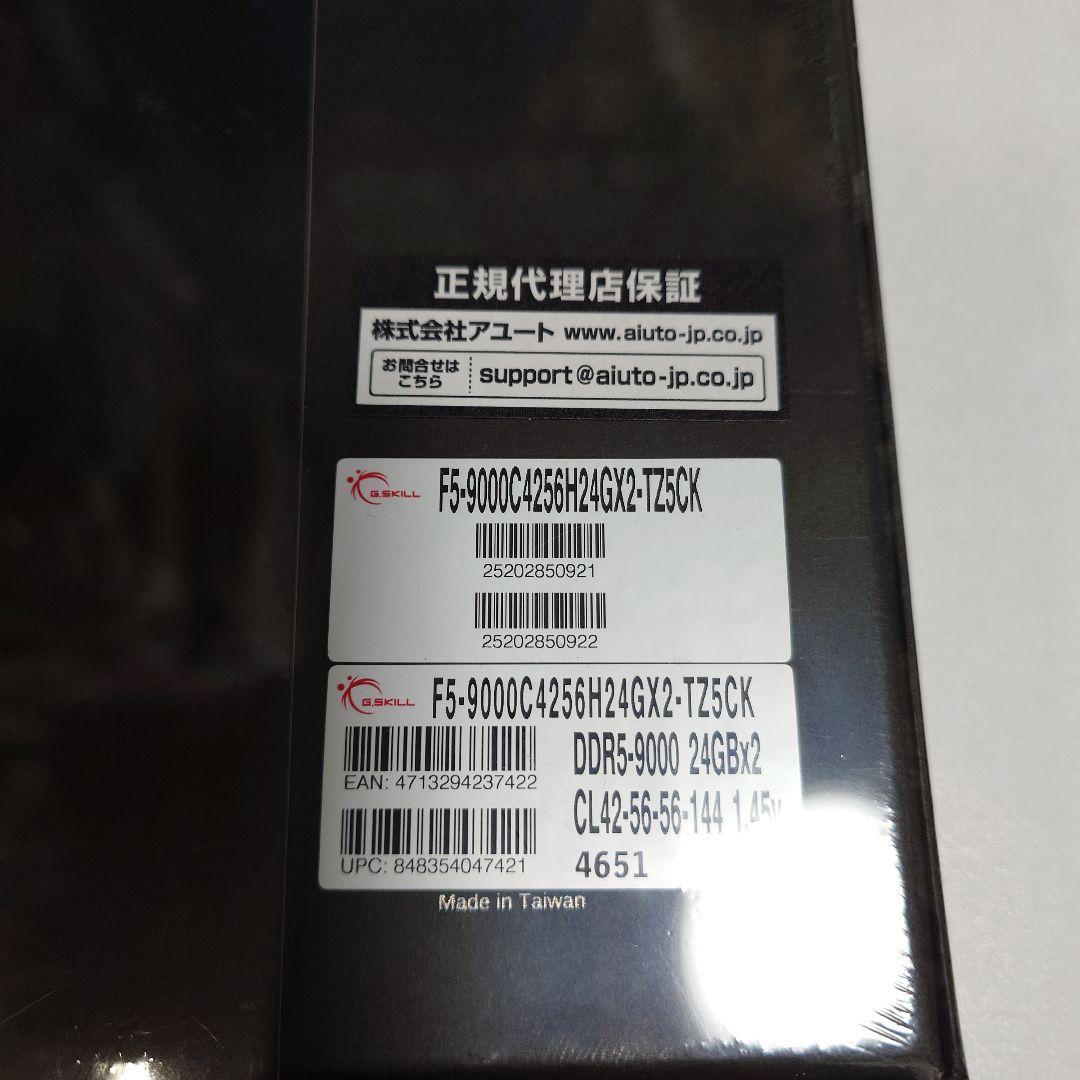 正規代理店保証
株式会社アユート www.aiuto-jp.co.jp
お問合せは
こちら
support@aiuto-jp.co.jp
G.SKILL F5-9000C4256H24GX2-TZ5CK
25202850921
25202850922
G.SKILL F5-9000C4256H24GX2-TZ5CK
DDR5-9000 24GBx2
EAN: 4713294237422
CL42-56-56-144 1.45v
UPC: 848354047421
4651
Made in Taiwan